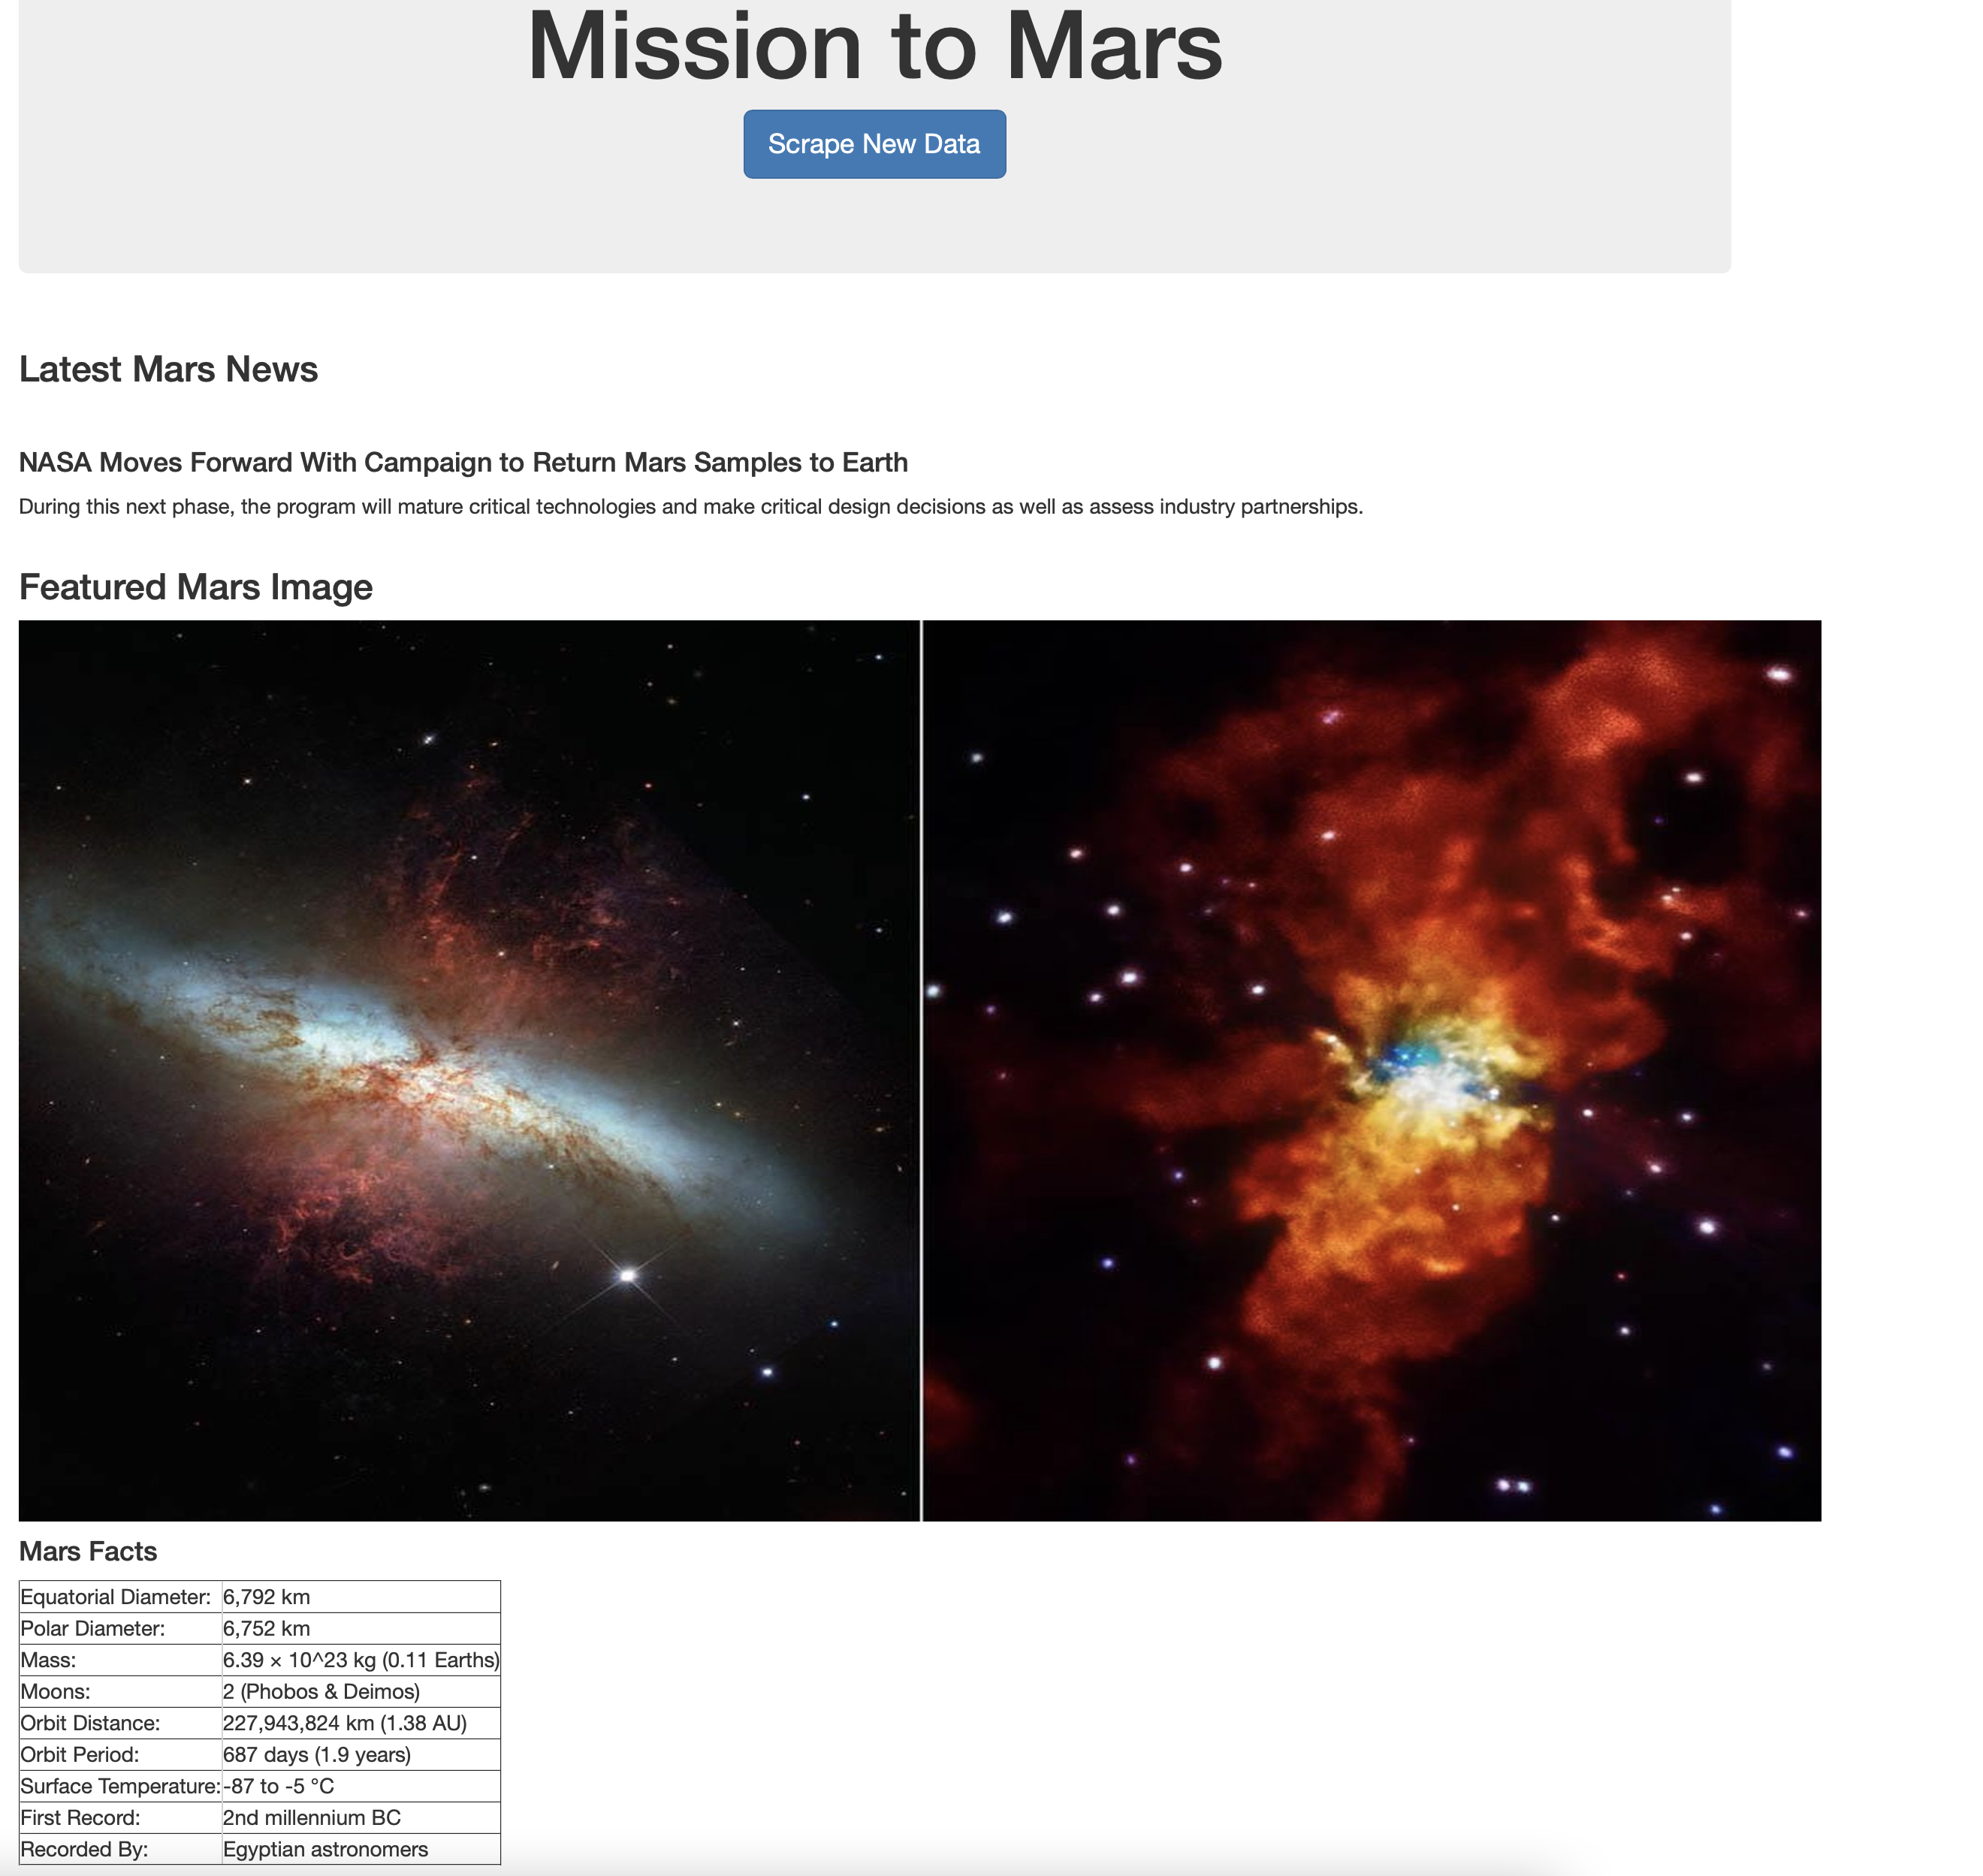 Mission to Mars
Scrape New Data
Latest Mars News
NASA Moves Forward With Campaign to Return Mars Samples to Earth
During this next phase, the program will mature critical technologies and make critical design decisions as well as assess industry partnerships.
Featured Mars Image
Mars Facts
Equatorial Diameter: 6,792 km
Polar Diameter: 6,752 km
Mass: 6.39 × 10^23 kg (0.11 Earths)
Moons: 2 (Phobos & Deimos)
Orbit Distance: 227,943,824 km (1.38 AU)
Orbit Period: 687 days (1.9 years)
Surface Temperature: -87 to -5 °C
First Record: 2nd millennium BC
Recorded By: Egyptian astronomers